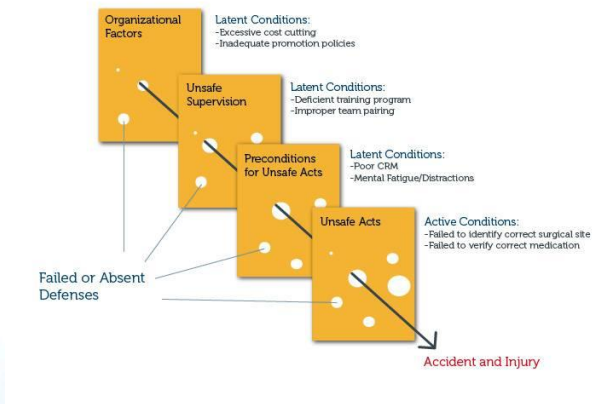 Organizational
Factors
Latent Conditions:
-Excessive cost cutting
-Inadequate promotion policies
Unsafe
Supervision
Latent Conditions:
-Deficient training program
-Improper team pairing
Preconditions
for Unsafe Acts
Latent Conditions:
-Poor CRM
-Mental Fatigue/Distractions
Unsafe Acts
Active Conditions:
-Failed to identify correct surgical site
-Failed to verify correct medication
Failed or Absent
Defenses
Accident and Injury